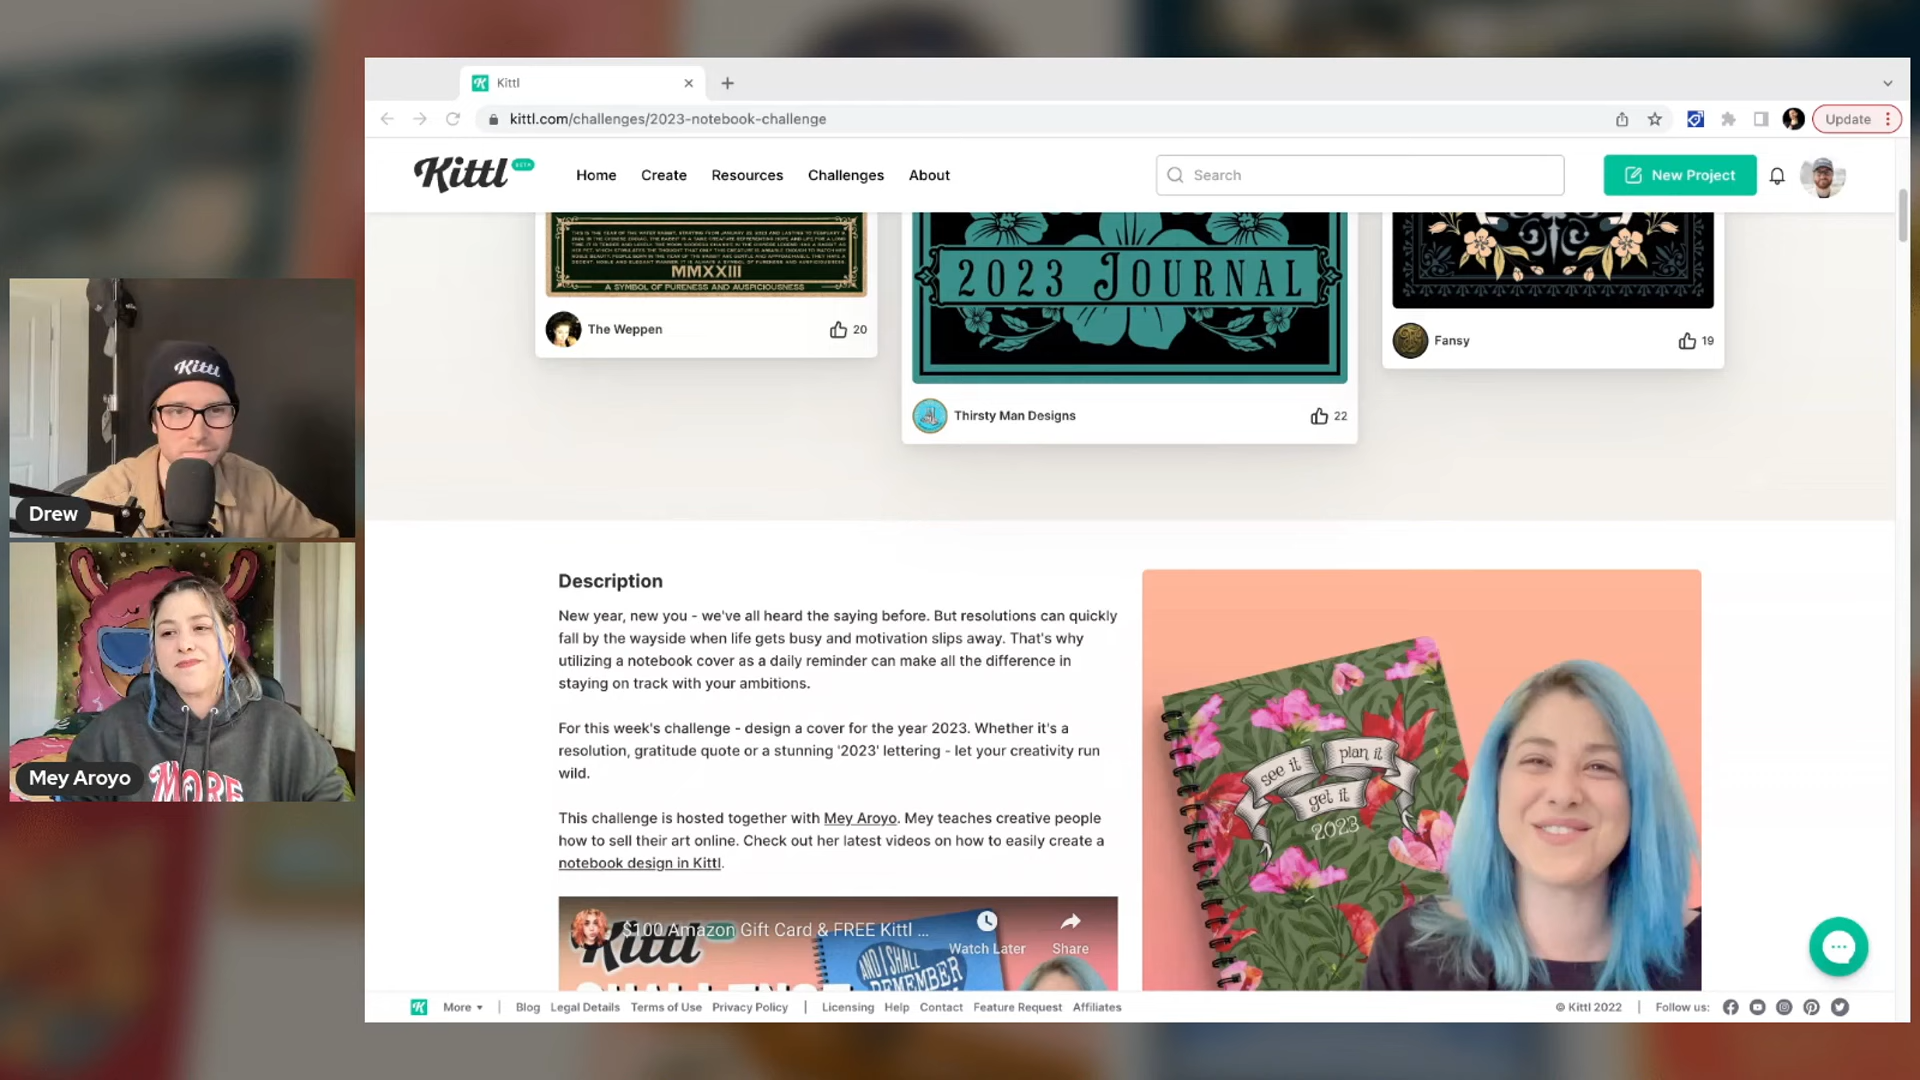 Kittl
kittl.com/challenges/2023-notebook-challenge
Update
Kittl BETA
Home
Create
Resources
Challenges
About
Search
New Project
MMXXIII
A SYMBOL OF PURENESS AND AUSPICIOUSNESS
The Weppen
20
2023 JOURNAL
Thirsty Man Designs
22
Fansy
19
Kittl
Drew
MORE
Mey Aroyo
Description
New year, new you - we've all heard the saying before. But resolutions can quickly
fall by the wayside when life gets busy and motivation slips away. That's why
utilizing a notebook cover as a daily reminder can make all the difference in
staying on track with your ambitions.
For this week's challenge - design a cover for the year 2023. Whether it's a
resolution, gratitude quote or a stunning '2023' lettering - let your creativity run
wild.
This challenge is hosted together with Mey Aroyo. Mey teaches creative people
how to sell their art online. Check out her latest videos on how to easily create a
notebook design in Kittl.
see it
plan it
get it
2023
$100 Amazon Gift Card & FREE Kittl ...
Watch Later
Share
Kittl
AND I SHALL
REMEMBER
CHALLENGE
More
Blog
Legal Details
Terms of Use
Privacy Policy
Licensing
Help
Contact
Feature Request
Affiliates
© Kittl 2022
Follow us: